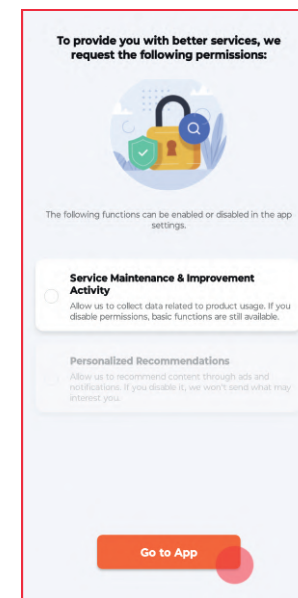 To provide you with better services, we
request the following permissions:
The following functions can be enabled or disabled in the app
settings.
Service Maintenance & Improvement
Activity
Allow us to collect data related to product usage. If you
disable permissions, basic functions are still available.
Personalized Recommendations
Allow us to recommend content through ads and
notifications. If you disable it, we won't send what may
interest you.
Go to App